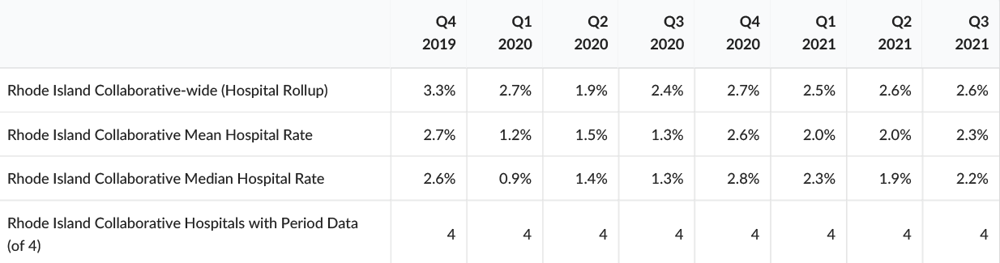 Q4 Q1 Q2 Q3 Q4 Q1 Q2 Q3
2019 2020 2020 2020 2020 2021 2021 2021
Rhode Island Collaborative-wide (Hospital Rollup) 3.3% 2.7% 1.9% 2.4% 2.7% 2.5% 2.6% 2.6%
Rhode Island Collaborative Mean Hospital Rate 2.7% 1.2% 1.5% 1.3% 2.6% 2.0% 2.0% 2.3%
Rhode Island Collaborative Median Hospital Rate 2.6% 0.9% 1.4% 1.3% 2.8% 2.3% 1.9% 2.2%
Rhode Island Collaborative Hospitals with Period Data
(of 4) 4 4 4 4 4 4 4 4